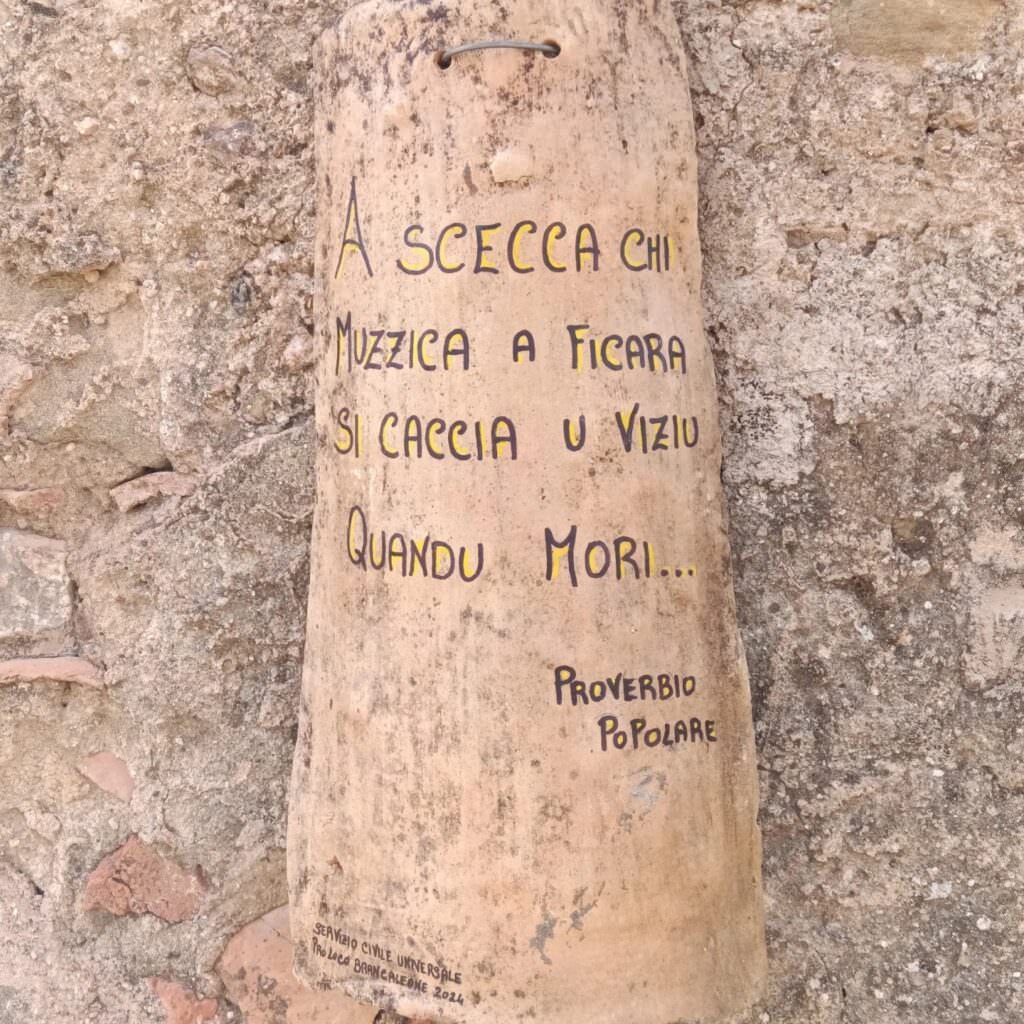 A SCECCA CHI
MUZZICA A FICARA
SI CACCIA U VIZIU
QUANDU MORI...
PROVERBIO
POPOLARE
SERVIZIO CIVILE UNIVERSALE
PRO LOCO BRANCALEONE 2024